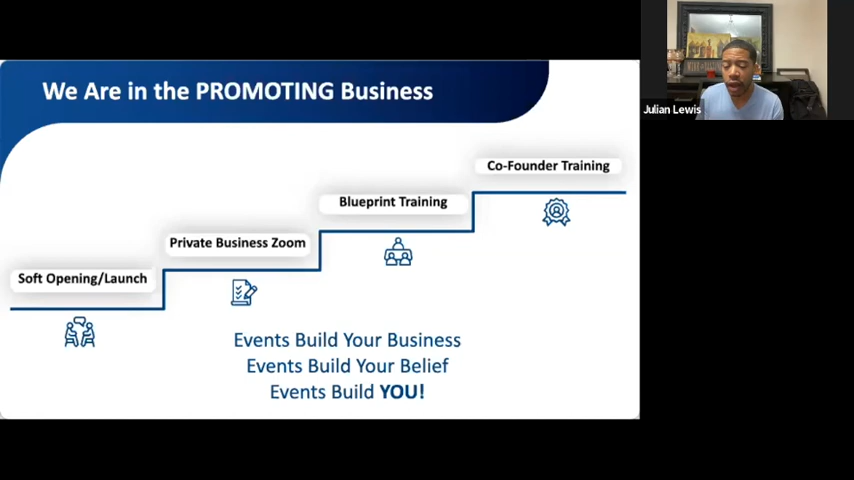 We Are in the PROMOTING Business
Julian Lewis
Co-Founder Training
Blueprint Training
Private Business Zoom
Soft Opening/Launch
Events Build Your Business
Events Build Your Belief
Events Build YOU!